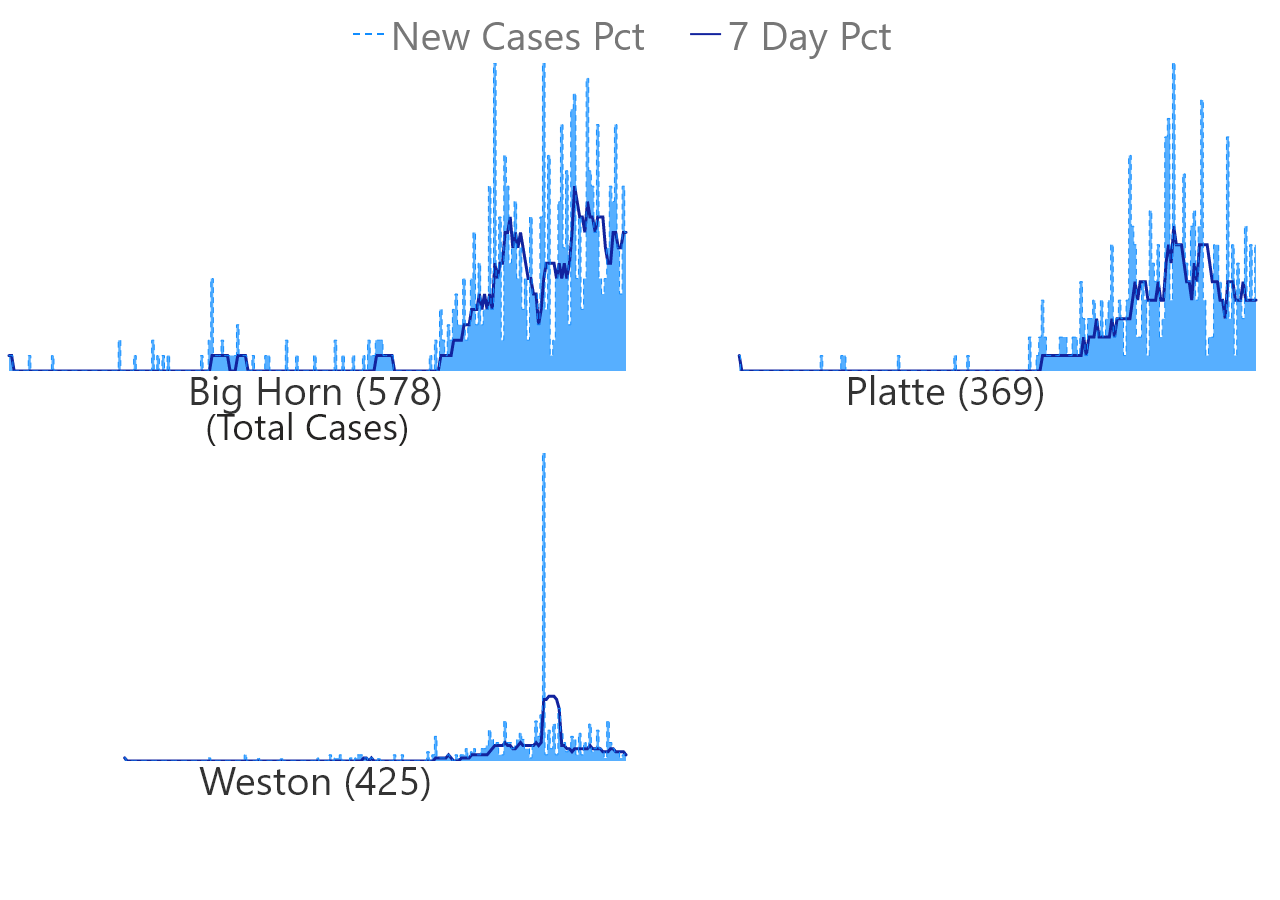 New Cases Pct 7 Day Pct
Big Horn (578)
(Total Cases)
Platte (369)
Weston (425)